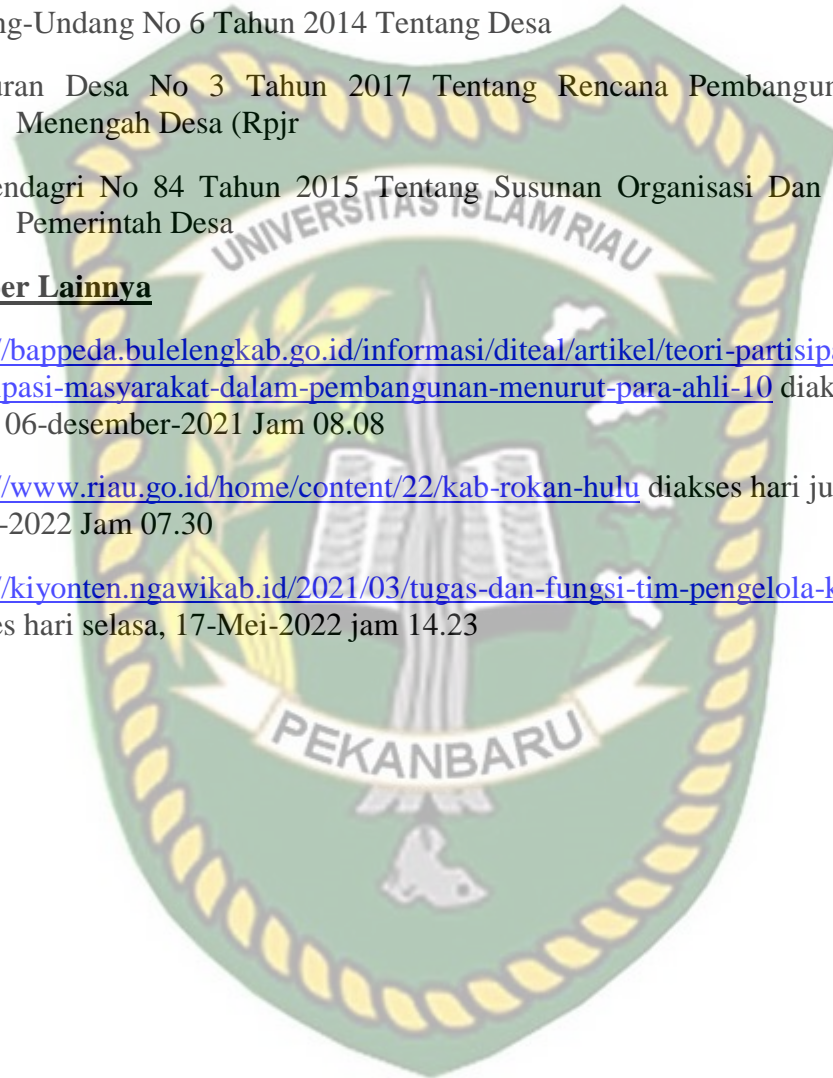 ng-Undang No 6 Tahun 2014 Tentang Desa
uran Desa No 3 Tahun 2017 Tentang Rencana Pembangun
Menengah Desa (Rpjr
endagri No 84 Tahun 2015 Tentang Susunan Organisasi Dan
Pemerintah Desa
UNIVERSITAS ISLAM RIAU
ber Lainnya
//bappeda.bulelengkab.go.id/informasi/diteal/artikel/teori-partisipa
ipasi-masyarakat-dalam-pembangunan-menurut-para-ahli-10 diak
06-desember-2021 Jam 08.08
//www.riau.go.id/home/content/22/kab-rokan-hulu diakses hari ju
-2022 Jam 07.30
//kiyonten.ngawikab.id/2021/03/tugas-dan-fungsi-tim-pengelola-k
es hari selasa, 17-Mei-2022 jam 14.23
PEKANBARU